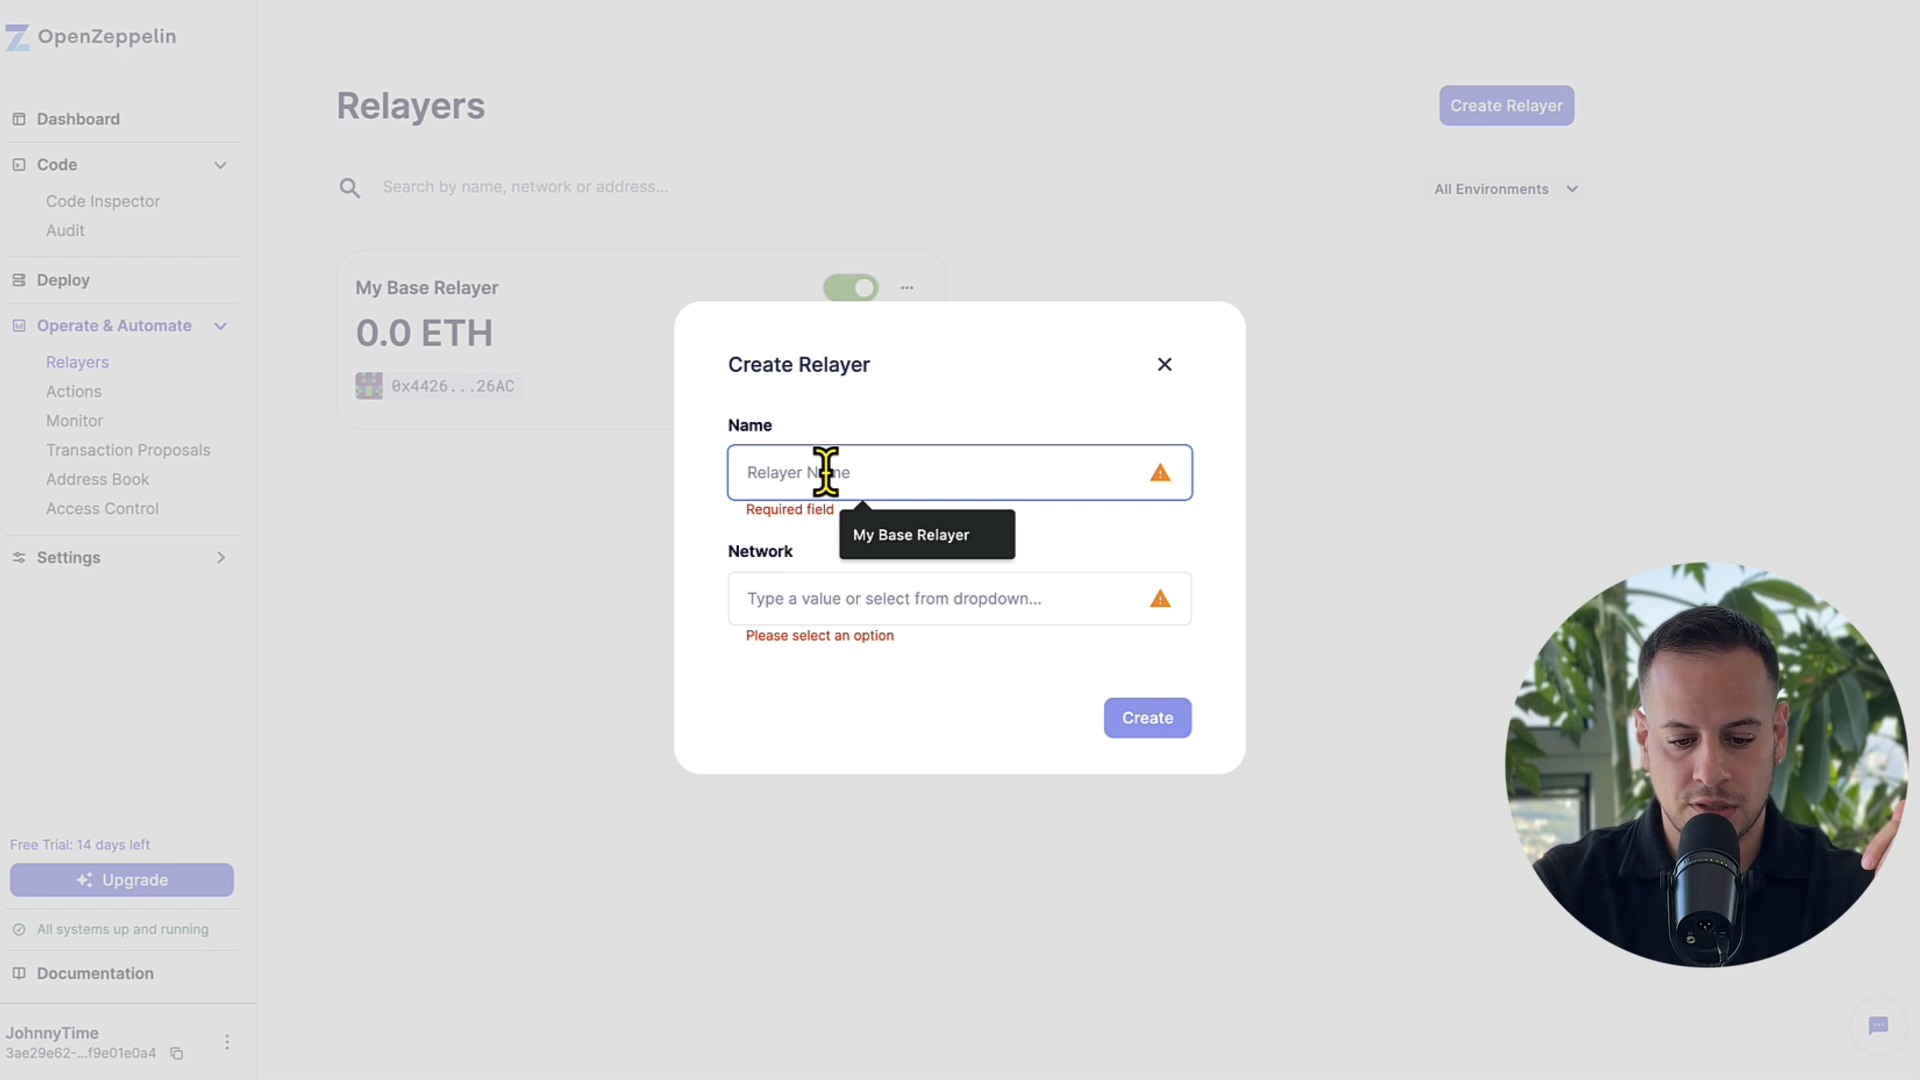 OpenZeppelin
Dashboard
Code
Code Inspector
Audit
Deploy
Operate & Automate
Relayers
Actions
Monitor
Transaction Proposals
Address Book
Access Control
Settings
Free Trial: 14 days left
Upgrade
All systems up and running
Documentation
JohnnyTime
3ae29e62-...f9e01e0a4
Relayers
Create Relayer
Search by name, network or address...
All Environments
My Base Relayer
0.0 ETH
0x4426...26AC
Create Relayer
Name
Relayer Name
Required field
My Base Relayer
Network
Type a value or select from dropdown...
Please select an option
Create